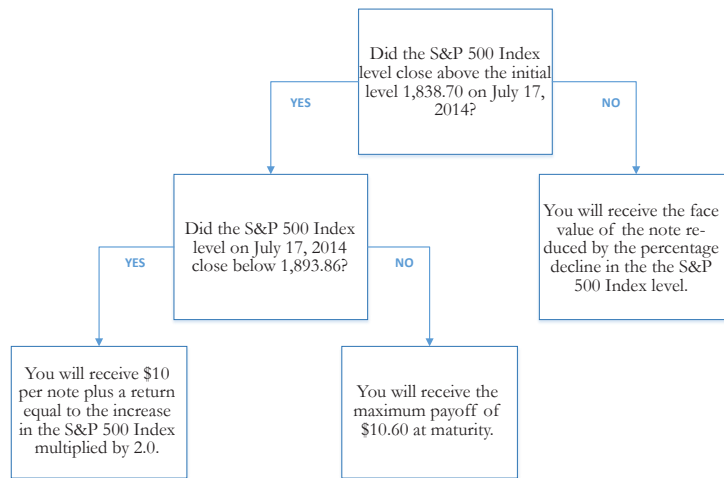 Did the S&P 500 Index
level close above the initial
level 1,838.70 on July 17,
2014?
YES
NO
Did the S&P 500 Index
level on July 17, 2014
close below 1,893.86?
You will receive the face
value of the note re-
duced by the percentage
decline in the the S&P
500 Index level.
YES
NO
You will receive $10
per note plus a return
equal to the increase
in the S&P 500 Index
multiplied by 2.0.
You will receive the
maximum payoff of
$10.60 at maturity.